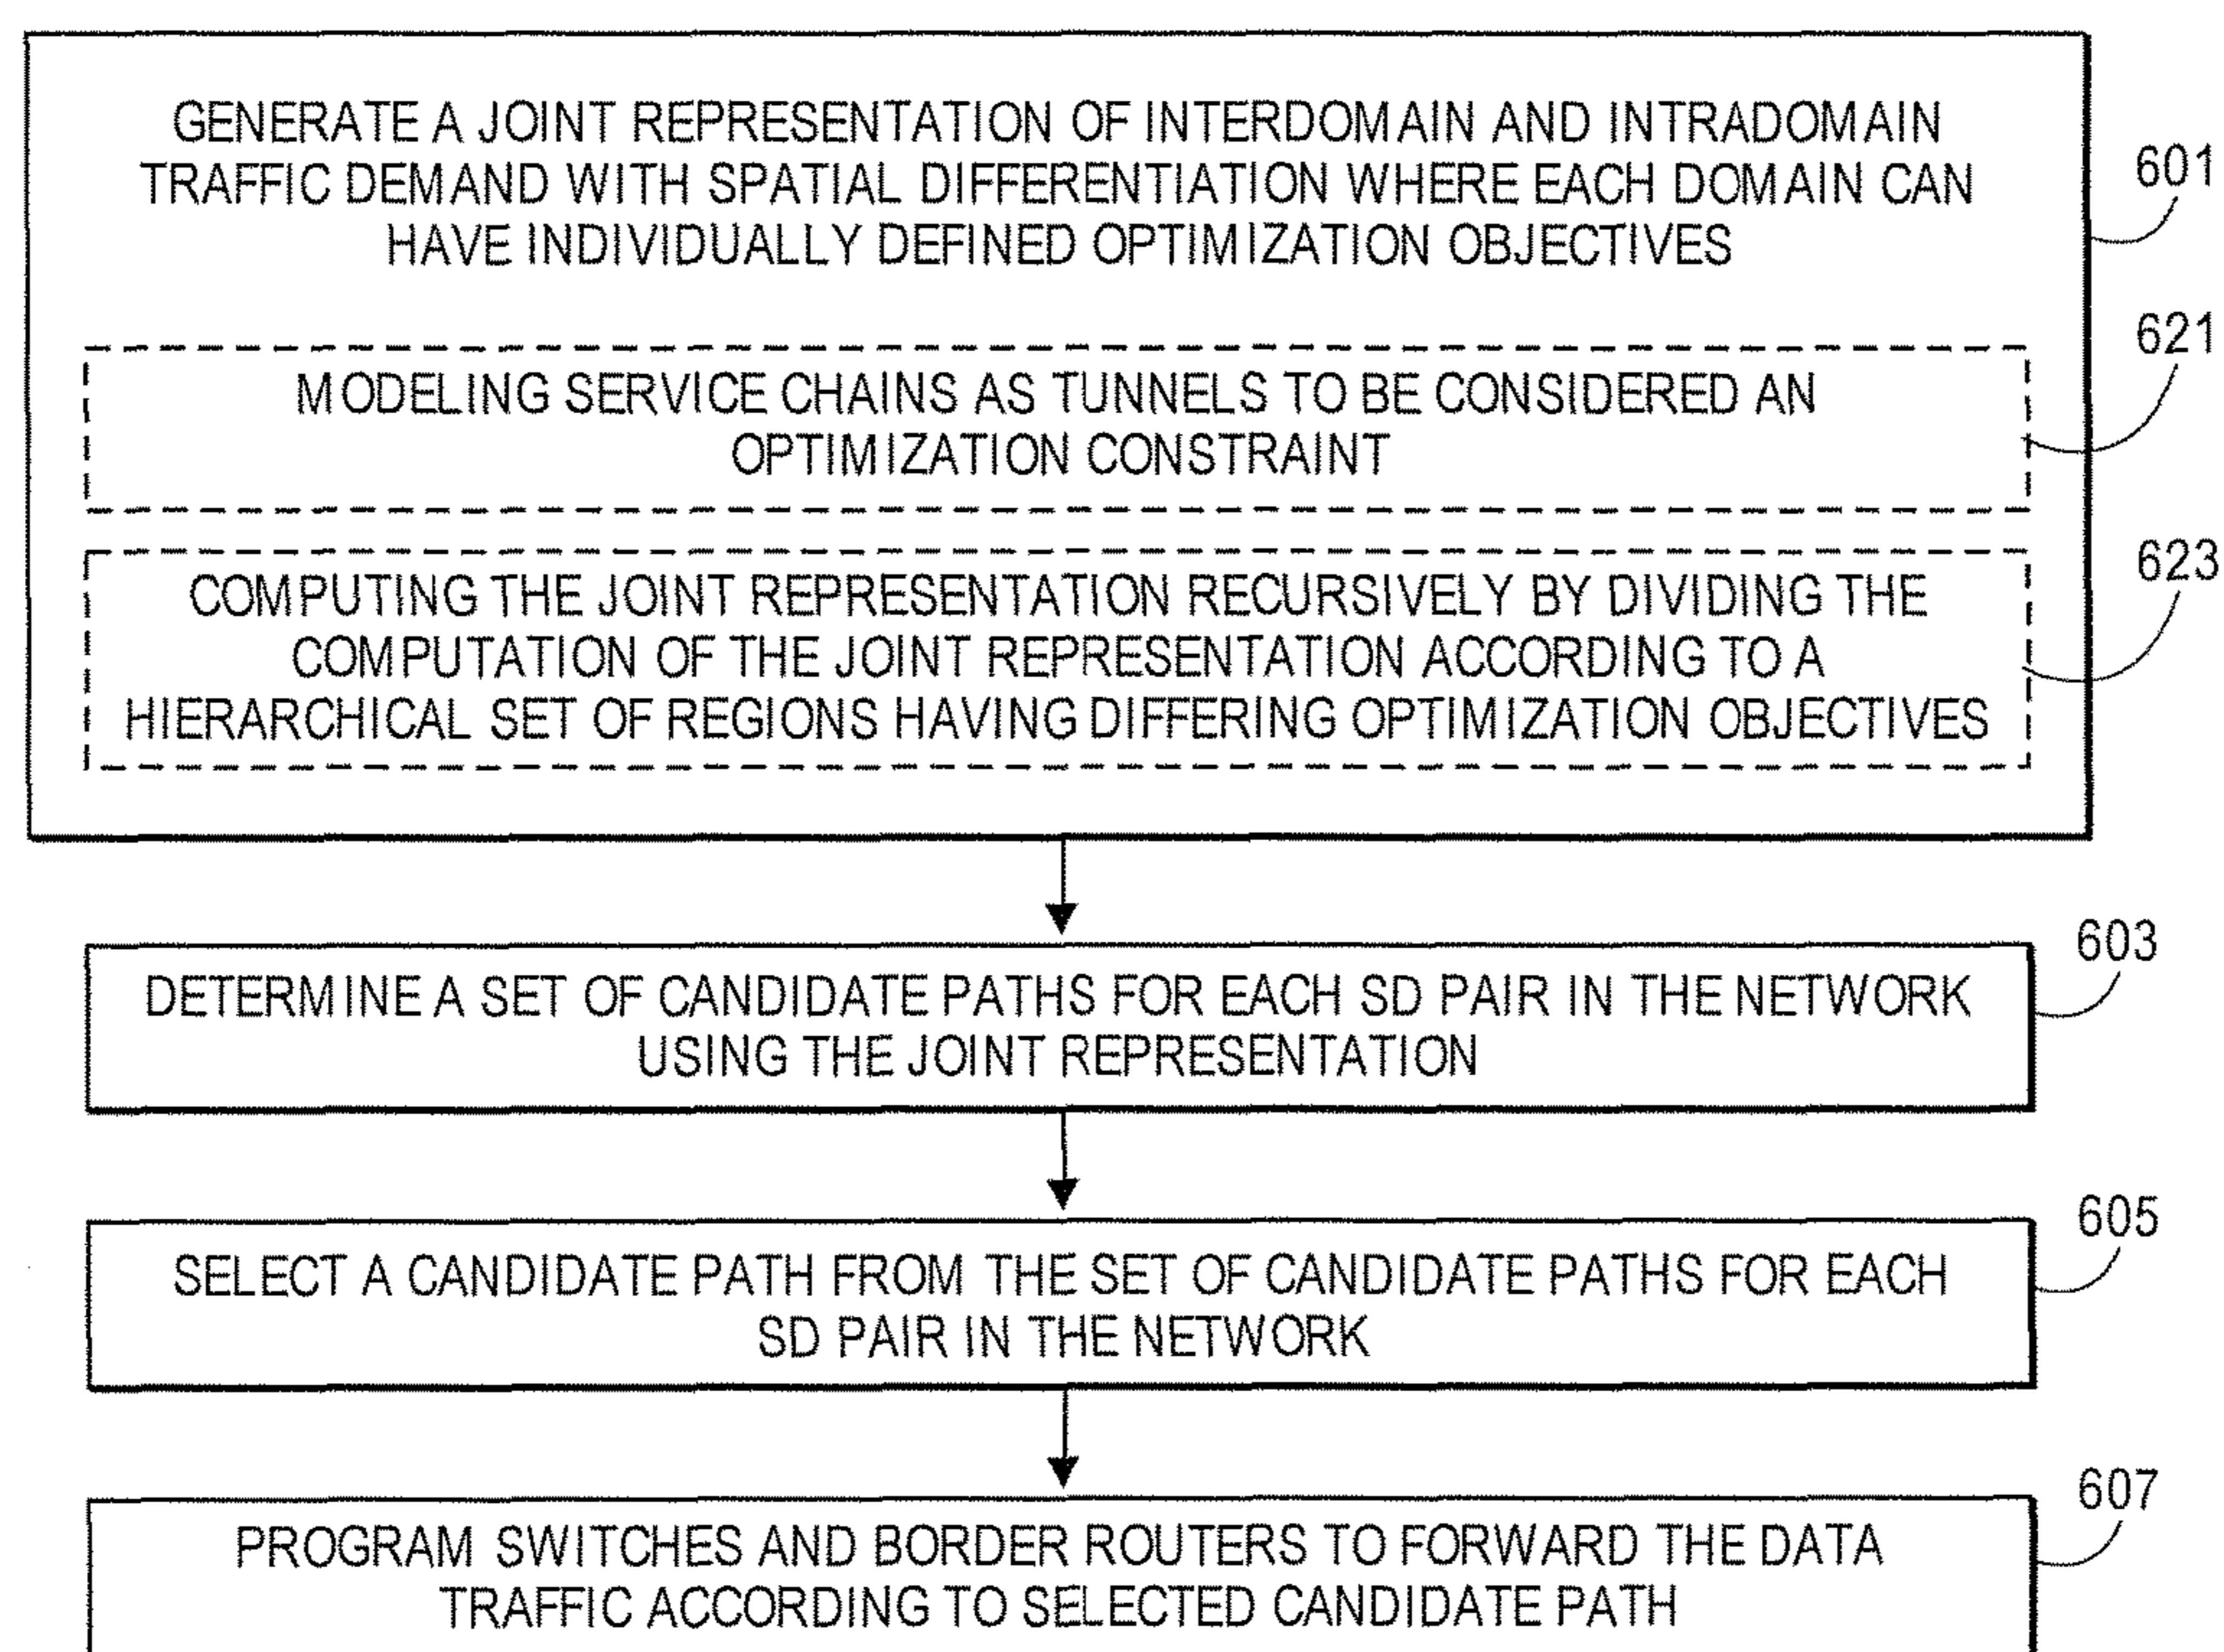 GENERATE A JOINT REPRESENTATION OF INTERDOMAIN AND INTRADOMAIN
TRAFFIC DEMAND WITH SPATIAL DIFFERENTIATION WHERE EACH DOMAIN CAN
HAVE INDIVIDUALLY DEFINED OPTIMIZATION OBJECTIVES
601
621
MODELING SERVICE CHAINS AS TUNNELS TO BE CONSIDERED AN
OPTIMIZATION CONSTRAINT
623
COMPUTING THE JOINT REPRESENTATION RECURSIVELY BY DIVIDING THE
COMPUTATION OF THE JOINT REPRESENTATION ACCORDING TO A
HIERARCHICAL SET OF REGIONS HAVING DIFFERING OPTIMIZATION OBJECTIVES
603
DETERMINE A SET OF CANDIDATE PATHS FOR EACH SD PAIR IN THE NETWORK
USING THE JOINT REPRESENTATION
605
SELECT A CANDIDATE PATH FROM THE SET OF CANDIDATE PATHS FOR EACH
SD PAIR IN THE NETWORK
607
PROGRAM SWITCHES AND BORDER ROUTERS TO FORWARD THE DATA
TRAFFIC ACCORDING TO SELECTED CANDIDATE PATH